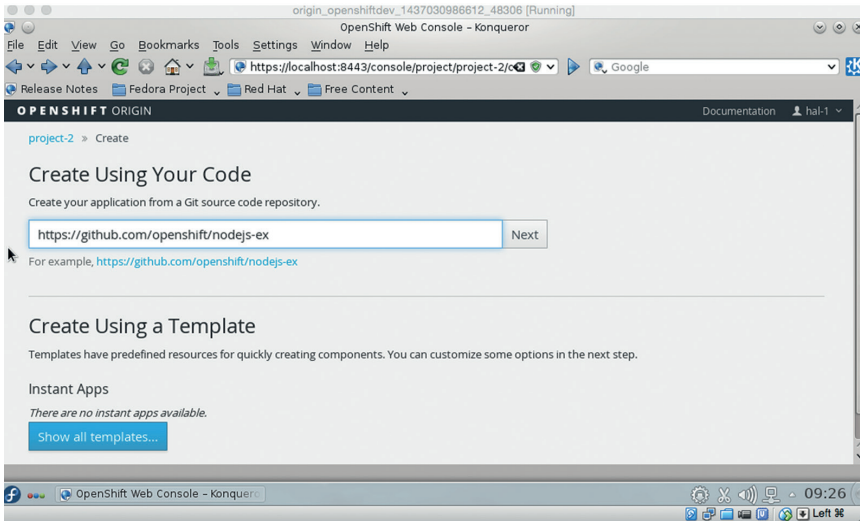 origin_openshiftdev_1437030986612_48306 [Running]
OpenShift Web Console – Konqueror
File Edit View Go Bookmarks Tools Settings Window Help
https://localhost:8443/console/project/project-2/c
Google
Release Notes Fedora Project Red Hat Free Content
OPENSHIFT ORIGIN Documentation hal-1
project-2 » Create
Create Using Your Code
Create your application from a Git source code repository.
https://github.com/openshift/nodejs-ex Next
For example, https://github.com/openshift/nodejs-ex
Create Using a Template
Templates have predefined resources for quickly creating components. You can customize some options in the next step.
Instant Apps
There are no instant apps available.
Show all templates...
OpenShift Web Console – Konquero 09:26
Left ⌘